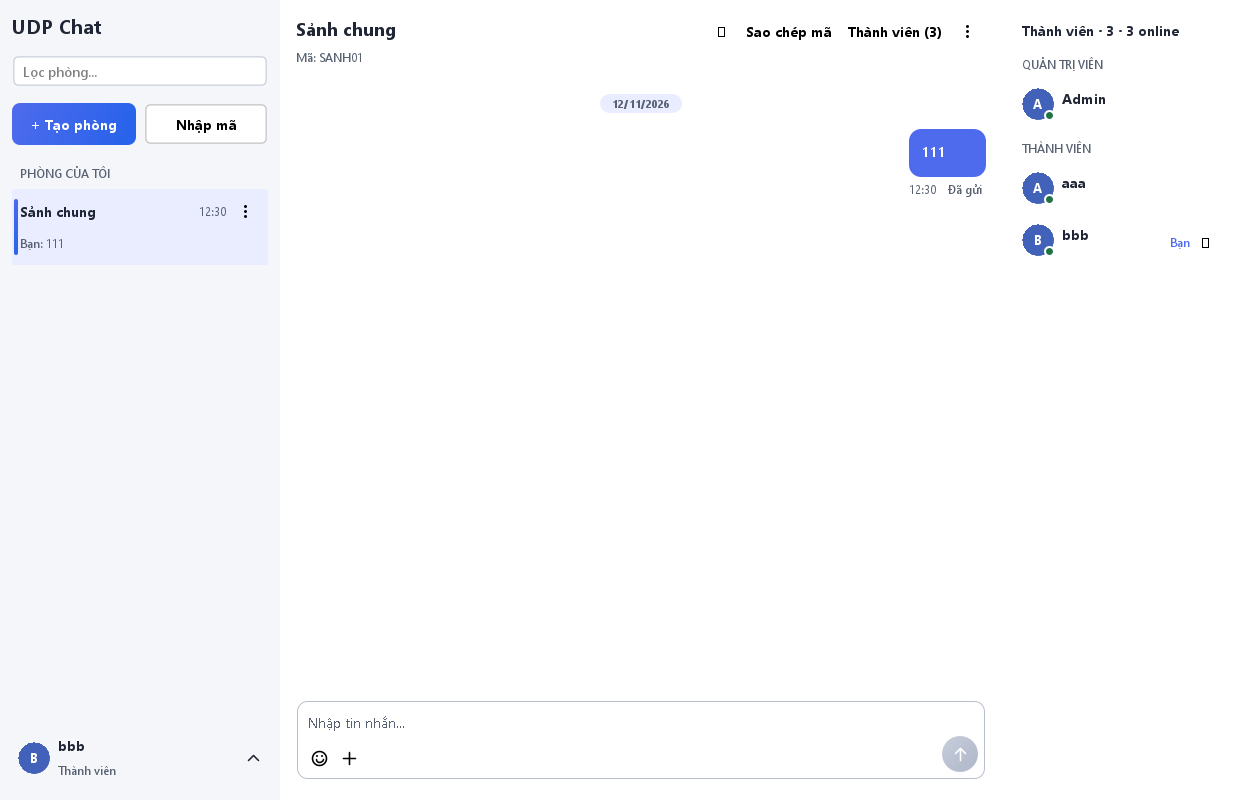 UDP Chat
Lọc phòng...
+ Tạo phòng
Nhập mã
PHÒNG CỦA TÔI
Sảnh chung 12:30
Bạn: 111
bbb
Thành viên
B
Sảnh chung
Mã: SANH01
Sao chép mã
Thành viên (3)
12/11/2026
111
12:30 Đã gửi
Nhập tin nhắn...
Thành viên · 3 · 3 online
QUẢN TRỊ VIÊN
A Admin
THÀNH VIÊN
A aaa
B bbb Bạn